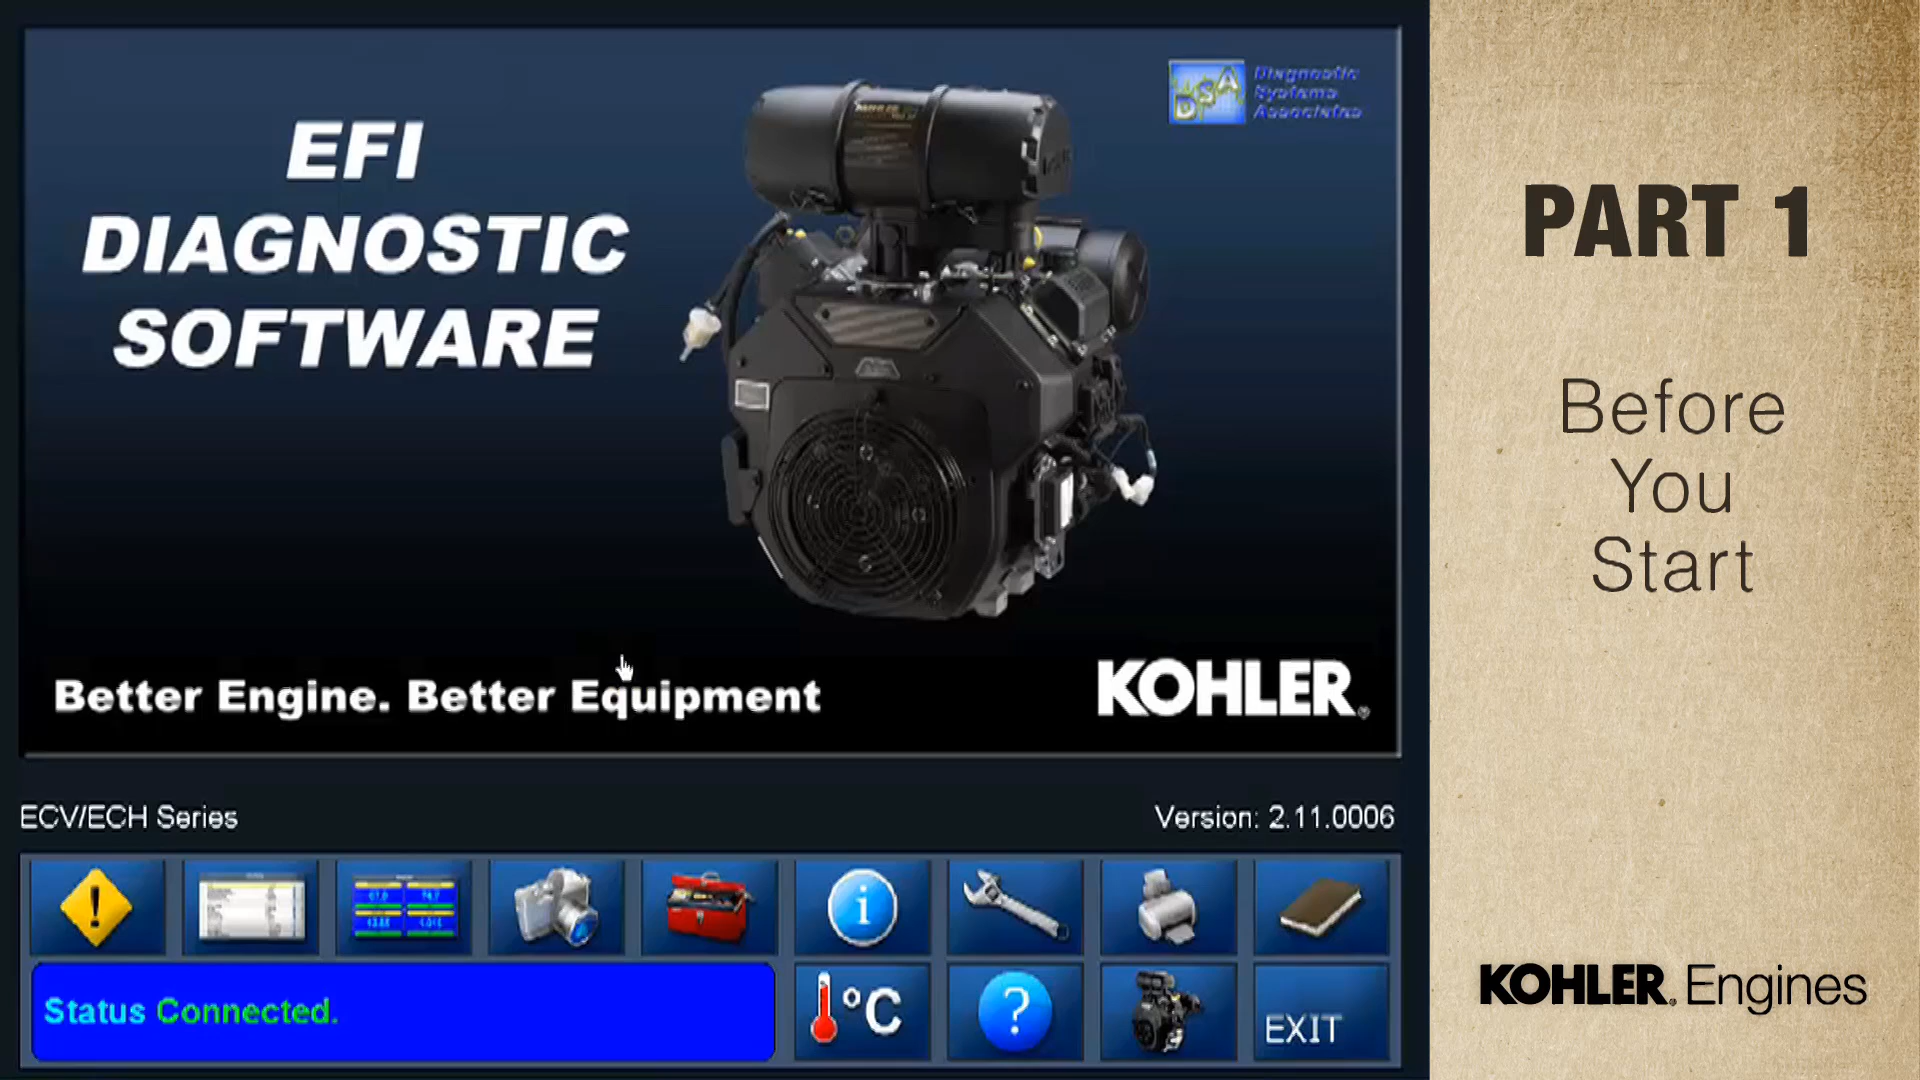 EFI
DIAGNOSTIC
SOFTWARE
DSA
Diagnostic
Systems
Associates
Better Engine. Better Equipment
KOHLER®
ECV/ECH Series
Version: 2.11.0006
Status Connected.
°C
?
EXIT
PART 1
Before
You
Start
KOHLER® Engines